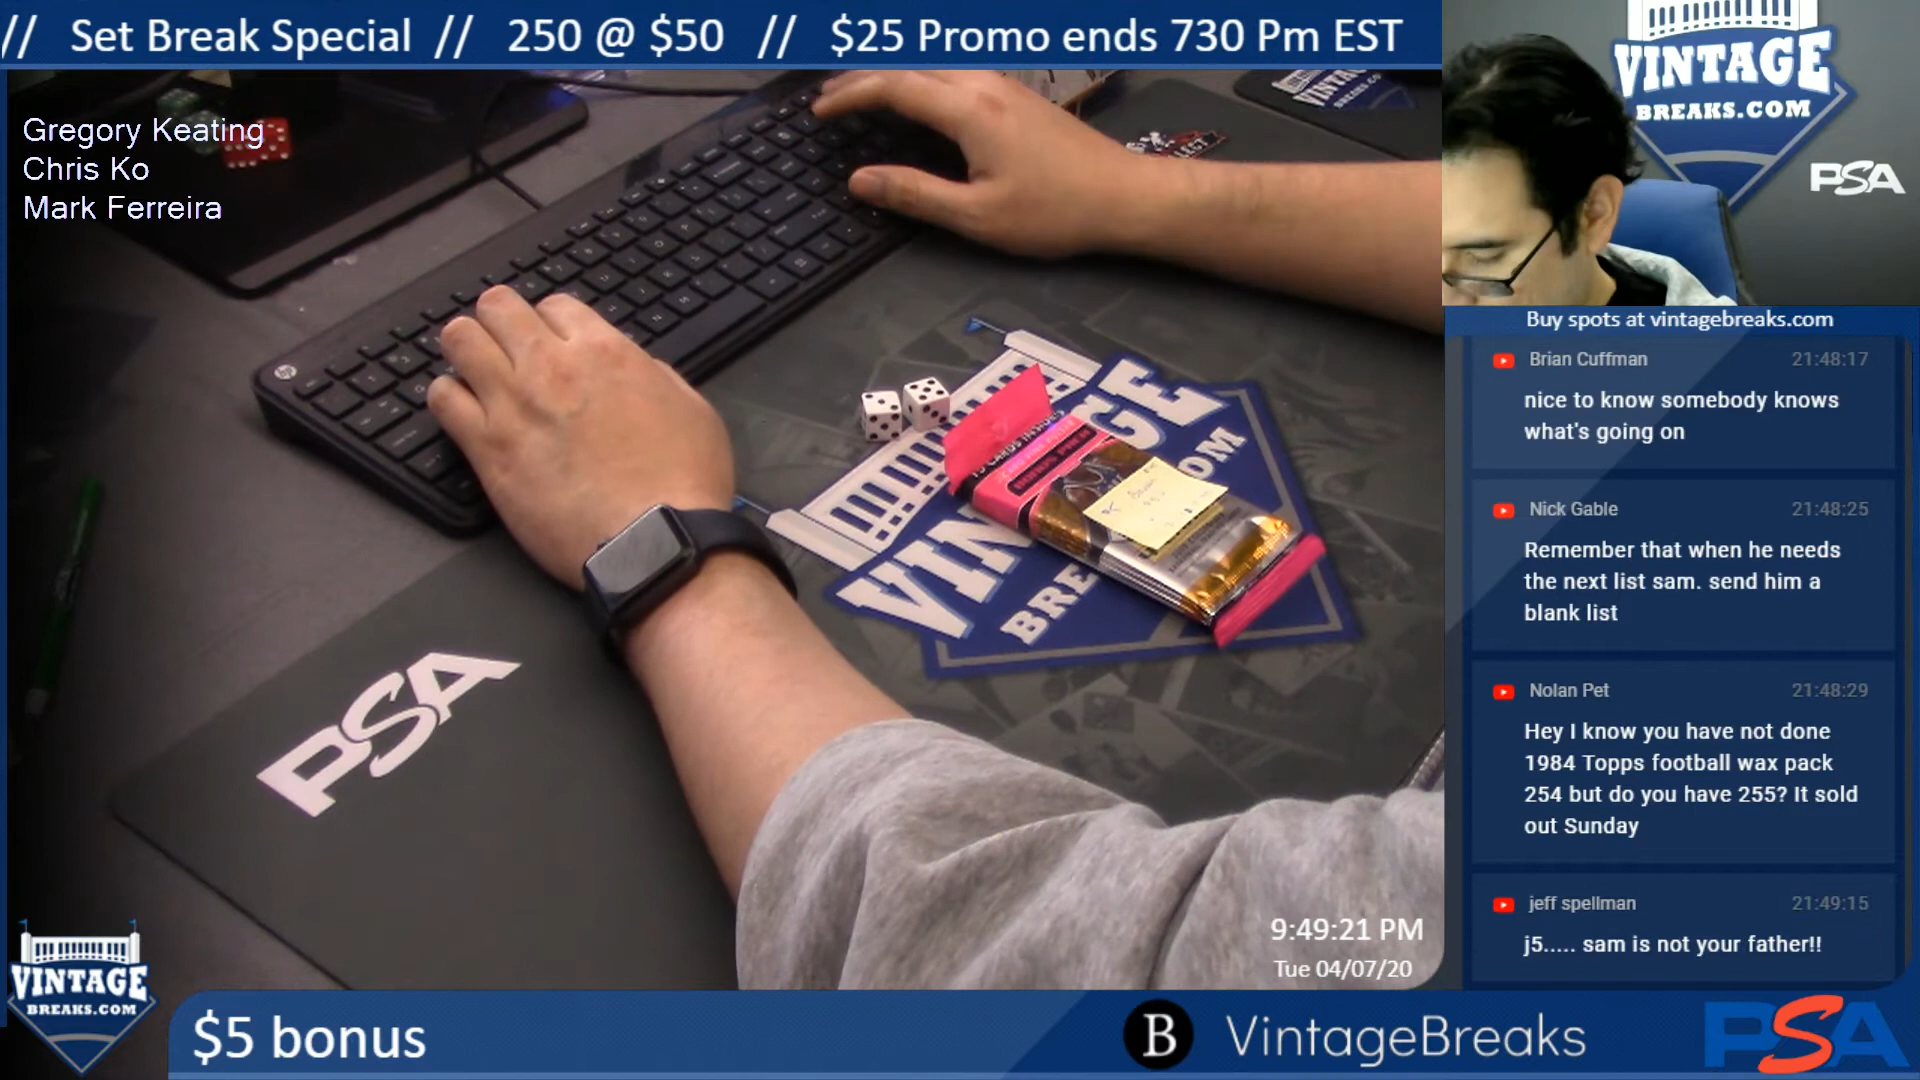 // Set Break Special // 250 @ $50 // $25 Promo ends 730 Pm EST
Gregory Keating
Chris Ko
Mark Ferreira
VINTAGE
BREAKS.COM
PSA
Buy spots at vintagebreaks.com
Brian Cuffman 21:48:17
nice to know somebody knows
what's going on
Nick Gable 21:48:25
Remember that when he needs
the next list sam. send him a
blank list
Nolan Pet 21:48:29
Hey I know you have not done
1984 Topps football wax pack
254 but do you have 255? It sold
out Sunday
jeff spellman 21:49:15
j5..... sam is not your father!!
15 CARDS INSIDE
BONUS PACK
PSA
9:49:21 PM
Tue 04/07/20
VINTAGE
BREAKS.COM
$5 bonus
B VintageBreaks
PSA